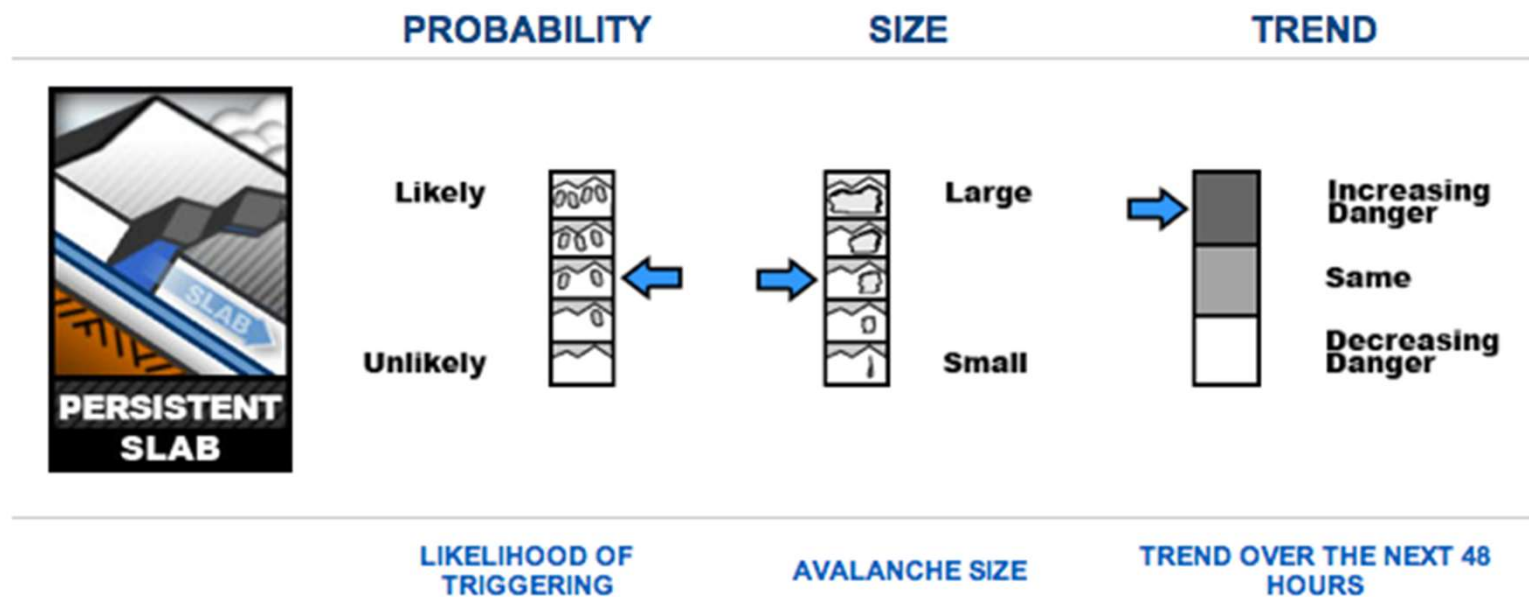 PROBABILITY
SIZE
TREND
SLAB
PERSISTENT
SLAB
Likely
Unlikely
Large
Small
Increasing
Danger
Same
Decreasing
Danger
LIKELIHOOD OF
TRIGGERING
AVALANCHE SIZE
TREND OVER THE NEXT 48
HOURS